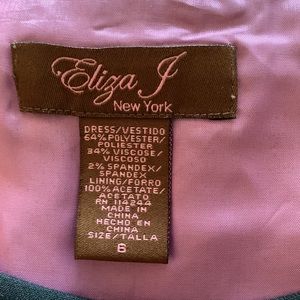 Eliza J
New York
DRESS/VESTIDO
64% POLYESTER/
POLIESTER
34% VISCOSE/
VISCOSO
2% SPANDEX/
SPANDEX
LINING/FORRO
100% ACETATE/
ACETATO
RN 114244
MADE IN
CHINA
HECHO EN
CHINA
SIZE/TALLA
6